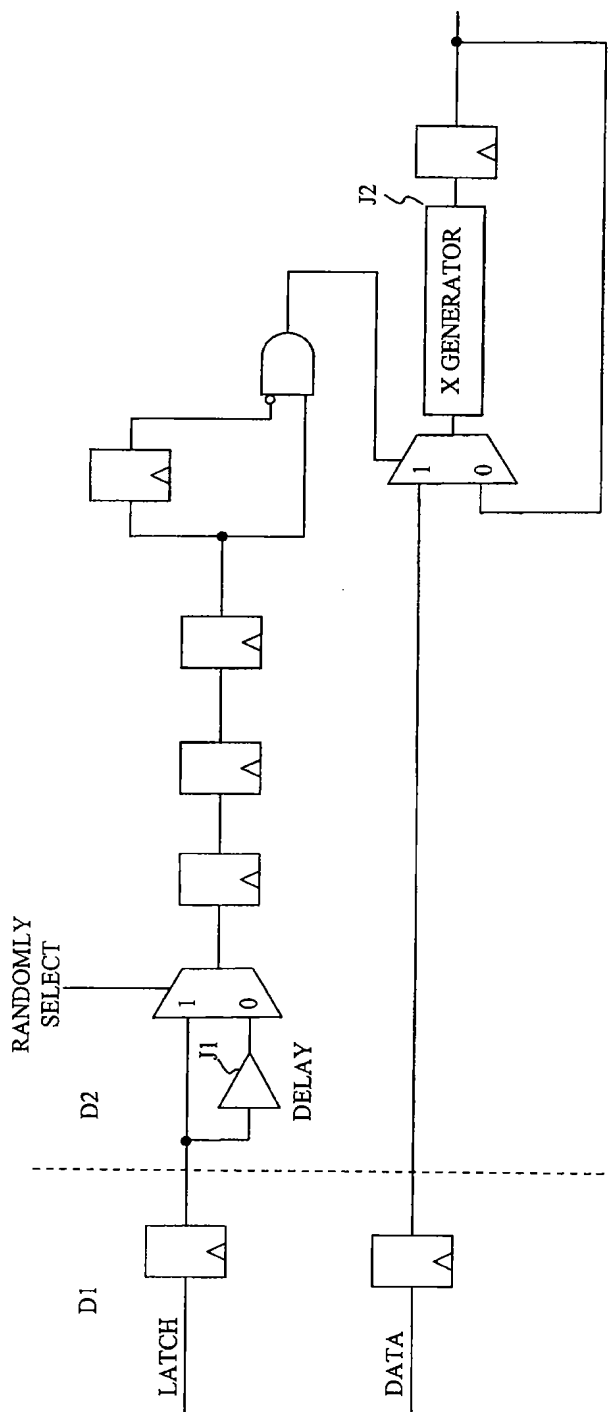 D1
D2
LATCH
RANDOMLY
SELECT
1
0
J1
DELAY
DATA
1
0
X GENERATOR
J2